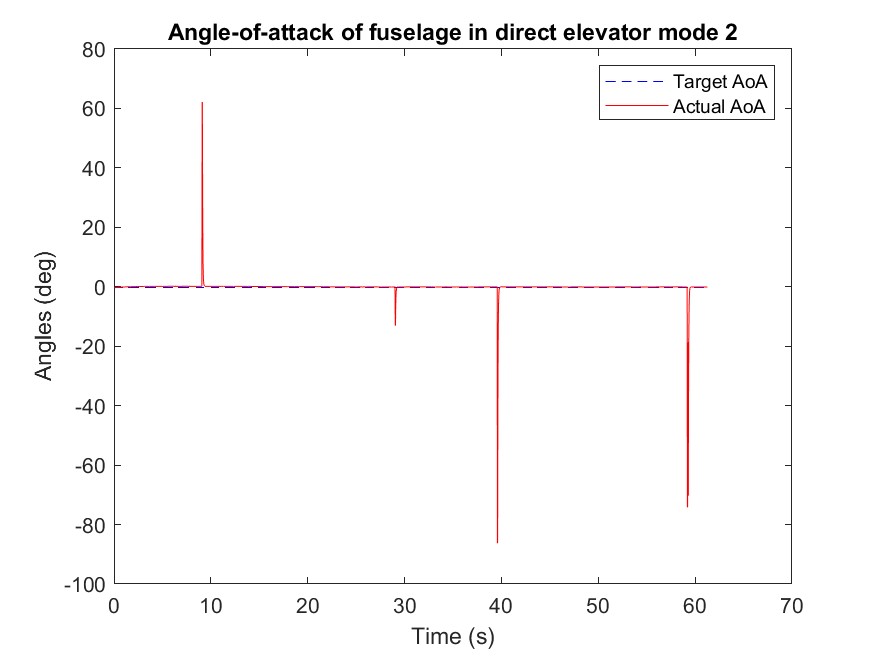 Angle-of-attack of fuselage in direct elevator mode 2
80
60
40
20
0
-20
-40
-60
-80
-100
Angles (deg)
Target AoA
Actual AoA
0 10 20 30 40 50 60 70
Time (s)